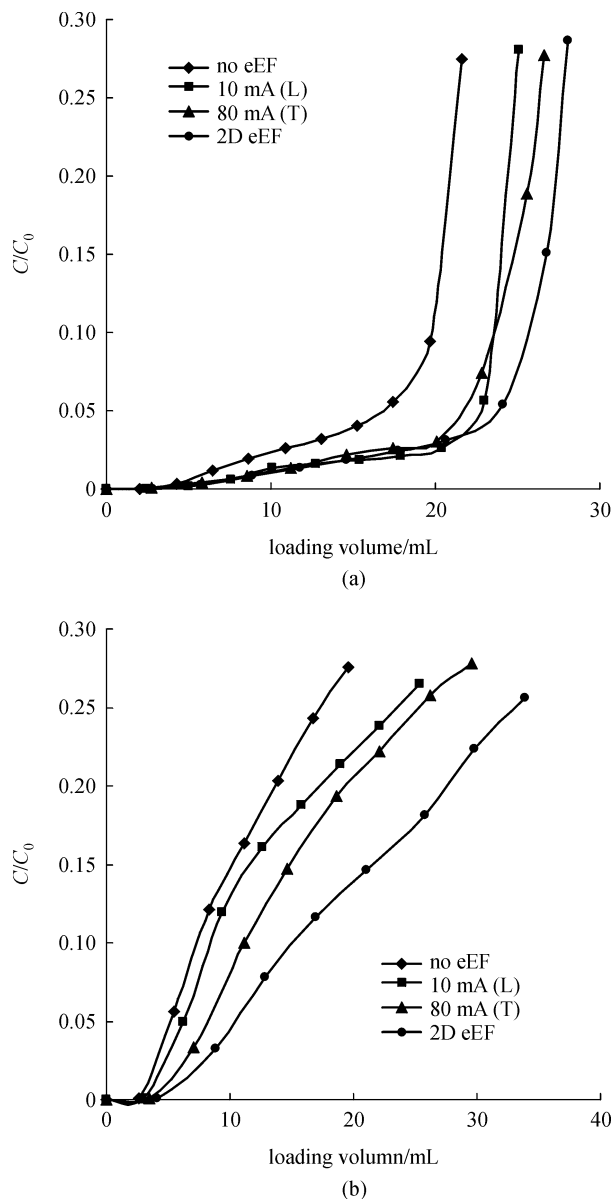 0.30
0.25
0.20
0.15
0.10
0.05
0
C/C0
no eEF
10 mA (L)
80 mA (T)
2D eEF
0 10 20 30
loading volume/mL
(a)
0.30
0.25
0.20
0.15
0.10
0.05
0
C/C0
no eEF
10 mA (L)
80 mA (T)
2D eEF
0 10 20 30 40
loading volumn/mL
(b)